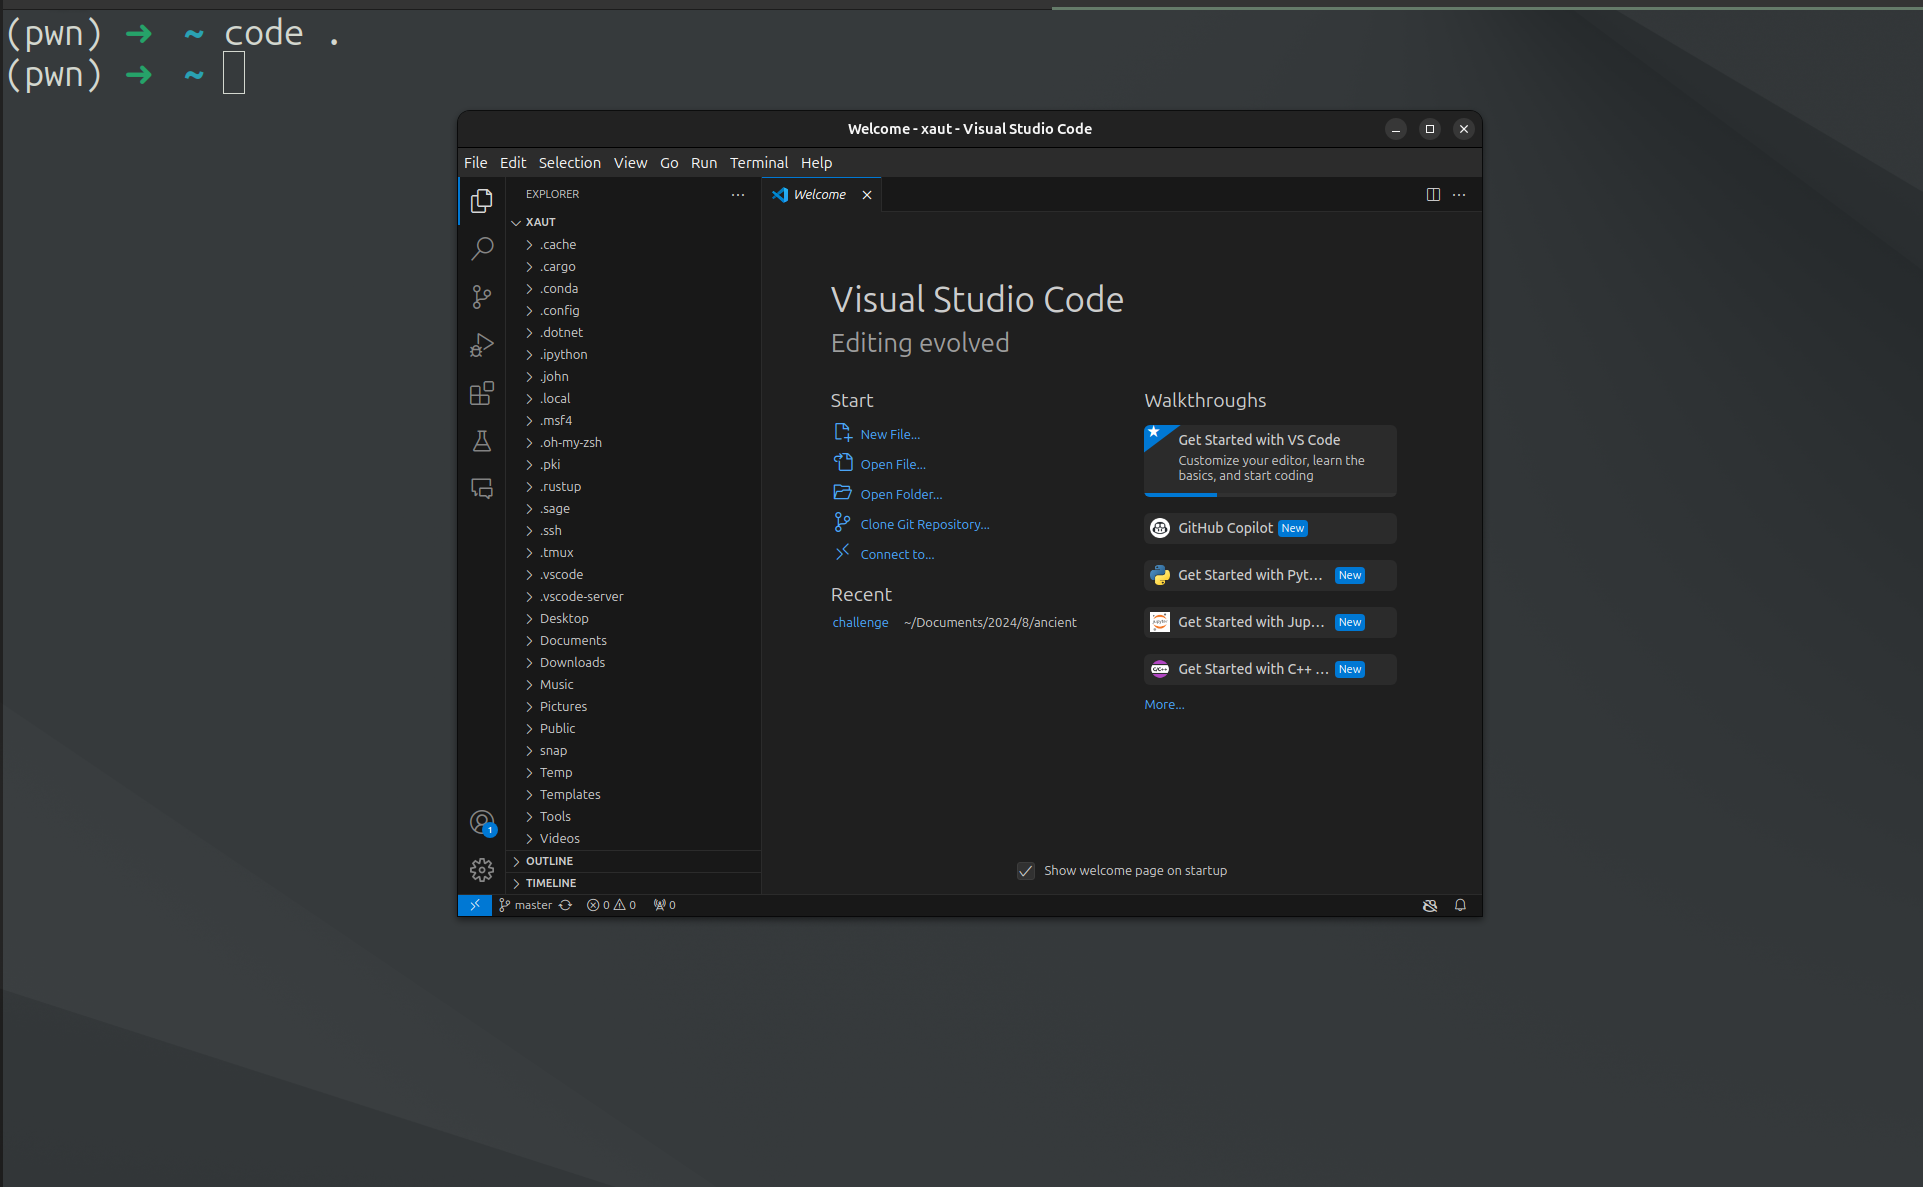 (pwn) ➜ ~ code .
(pwn) ➜ ~
Welcome - xaut - Visual Studio Code
File Edit Selection View Go Run Terminal Help
EXPLORER
Welcome
XAUT
.cache
.cargo
.conda
.config
.dotnet
.ipython
.john
.local
.msf4
.oh-my-zsh
.pki
.rustup
.sage
.ssh
.tmux
.vscode
.vscode-server
Desktop
Documents
Downloads
Music
Pictures
Public
snap
Temp
Templates
Tools
Videos
OUTLINE
TIMELINE
1
Visual Studio Code
Editing evolved
Start
New File...
Open File...
Open Folder...
Clone Git Repository...
Connect to...
Recent
challenge ~/Documents/2024/8/ancient
Walkthroughs
Get Started with VS Code
Customize your editor, learn the
basics, and start coding
GitHub Copilot New
Get Started with Pyt... New
Get Started with Jup... New
Get Started with C++ ... New
More...
Show welcome page on startup
master 0 0 0